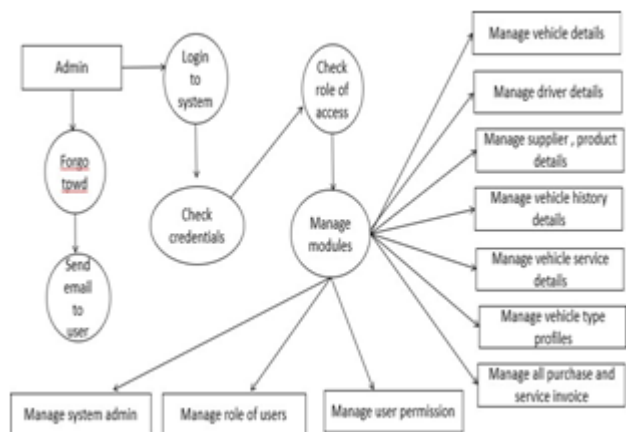 Admin
Login
to
system
Check
role of
access
Forgo
tpwd
Check
credentials
Manage
modules
Send
email
to
user
Manage vehicle details
Manage driver details
Manage supplier , product
details
Manage vehicle history
details
Manage vehicle service
details
Manage vehicle type
profiles
Manage all purchase and
service invoice
Manage system admin
Manage role of users
Manage user permission